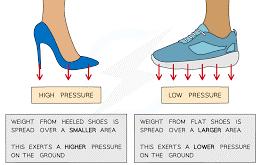 HIGH PRESSURE
LOW PRESSURE
WEIGHT FROM HEELED SHOES IS
SPREAD OVER A SMALLER AREA
THIS EXERTS A HIGHER PRESSURE
ON THE GROUND
WEIGHT FROM FLAT SHOES IS
SPREAD OVER A LARGER AREA
THIS EXERTS A LOWER PRESSURE
ON THE GROUND